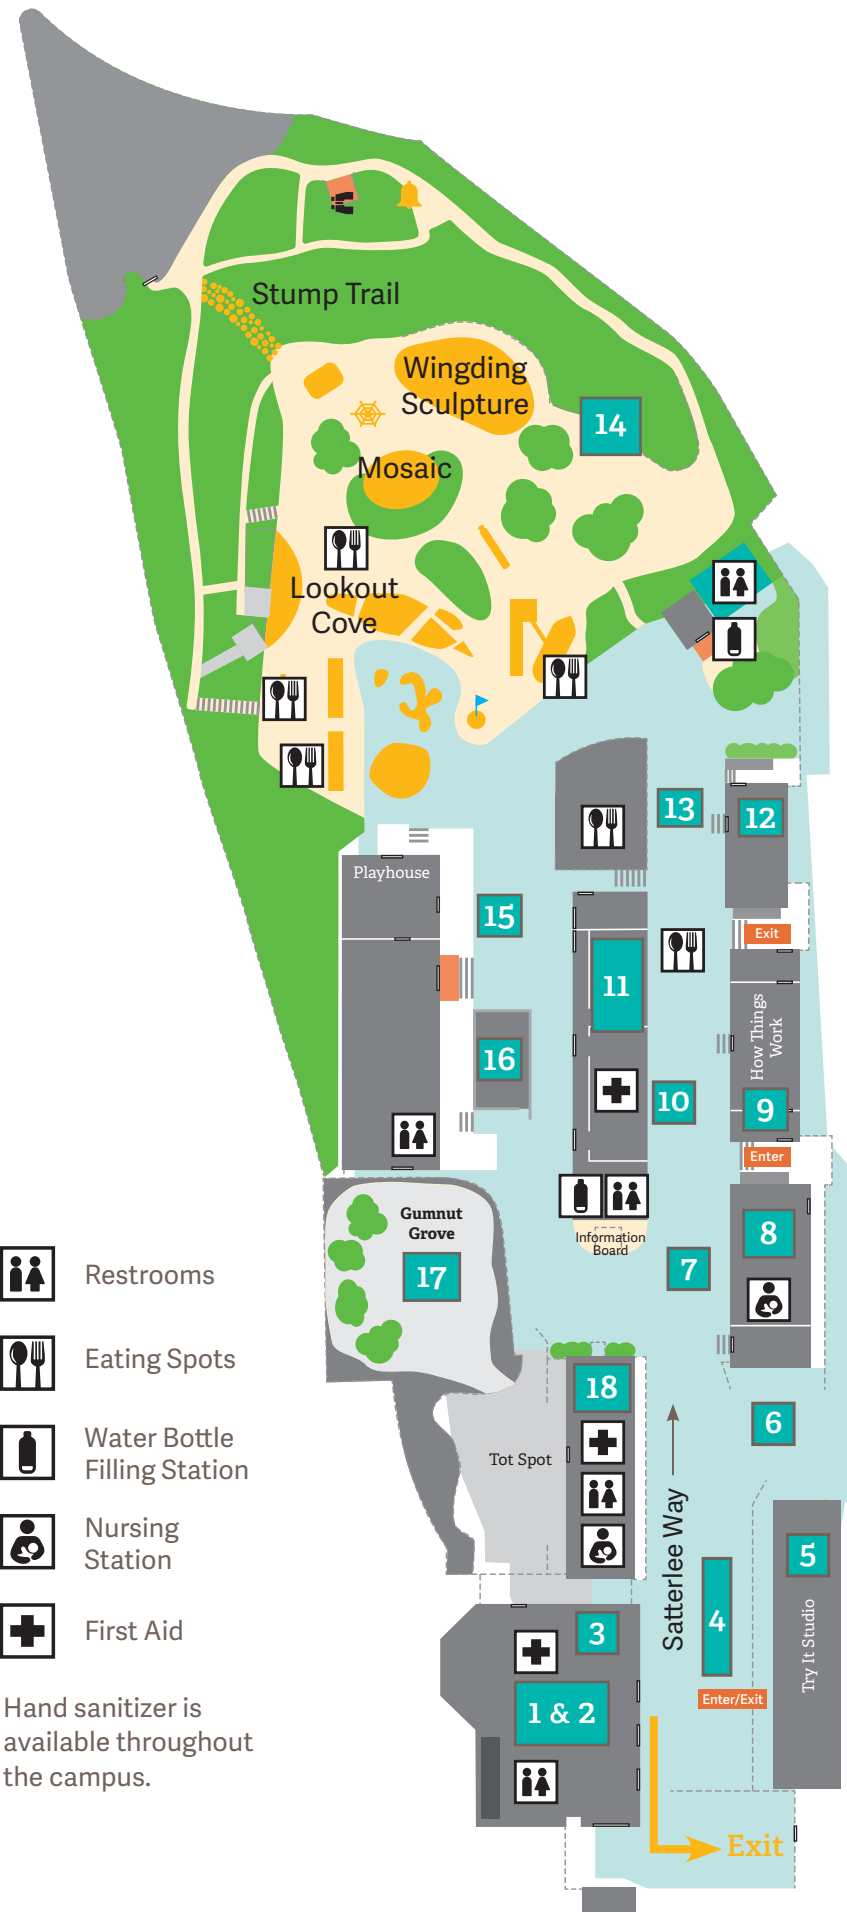 Stump Trail
Wingding
Sculpture
14
Mosaic
Lookout
Cove
13
12
Playhouse
15
Exit
11
How Things
Work
16
10
9
Enter
Gumnut
Grove
Information
Board
8
17
7
Restrooms
Eating Spots
18
6
Water Bottle
Filling Station
Tot Spot
Nursing
Station
Satterlee Way
5
First Aid
3
4
Try It Studio
Enter/Exit
1 & 2
Hand sanitizer is
available throughout
the campus.
Exit